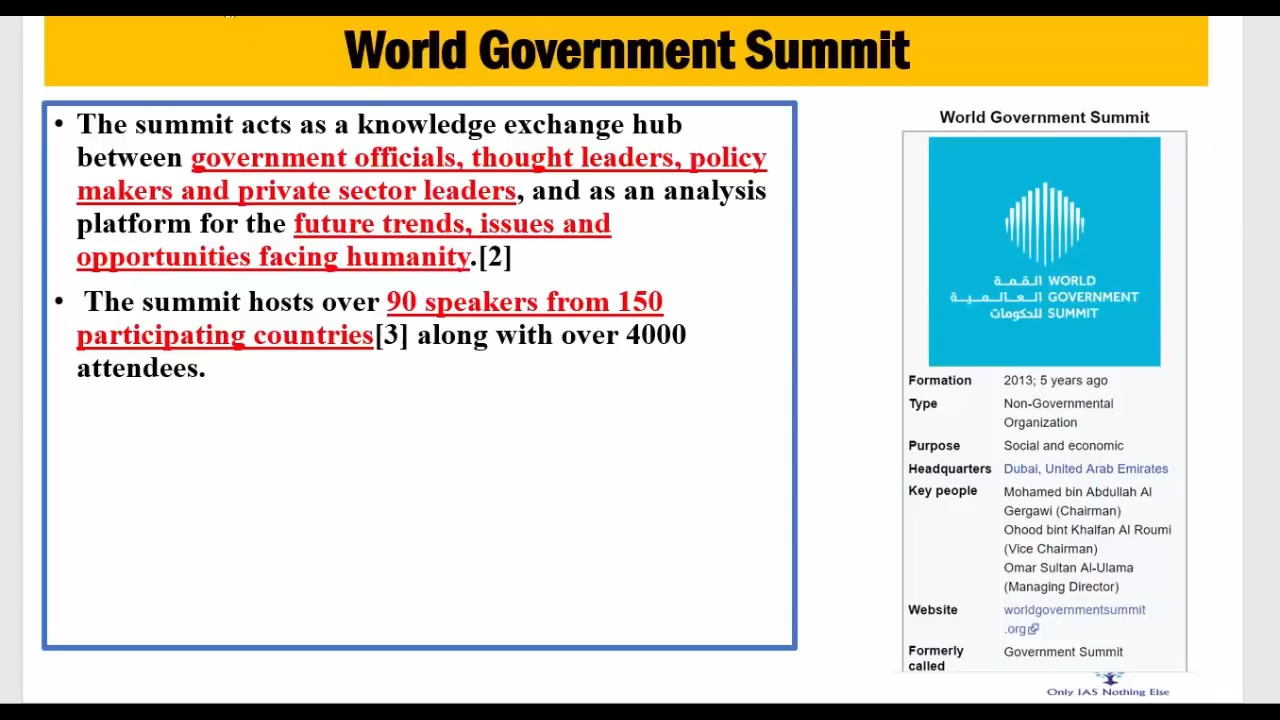 World Government Summit
• The summit acts as a knowledge exchange hub
between government officials, thought leaders, policy
makers and private sector leaders, and as an analysis
platform for the future trends, issues and
opportunities facing humanity.[2]
• The summit hosts over 90 speakers from 150
participating countries[3] along with over 4000
attendees.
World Government Summit
القمة WORLD
العالمية GOVERNMENT
للحكومات SUMMIT
Formation 2013; 5 years ago
Type Non-Governmental
Organization
Purpose Social and economic
Headquarters Dubai, United Arab Emirates
Key people Mohamed bin Abdullah Al
Gergawi (Chairman)
Ohood bint Khalfan Al Roumi
(Vice Chairman)
Omar Sultan Al-Ulama
(Managing Director)
Website worldgovernmentsummit
.org
Formerly Government Summit
called
Only IAS Nothing Else